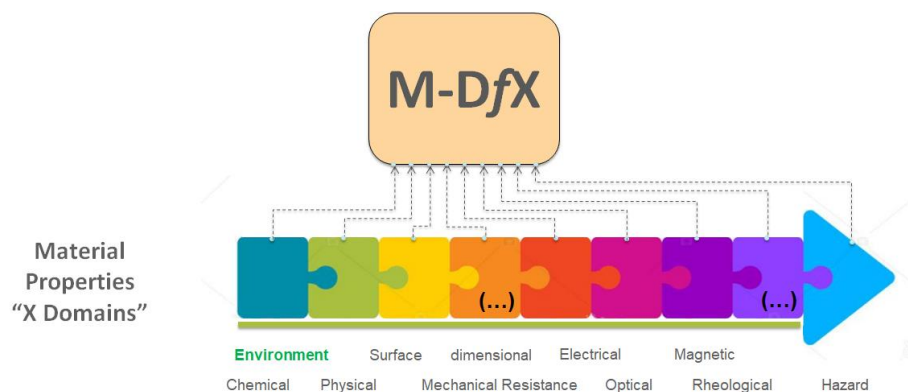 M-DfX
Material
Properties
“X Domains”
(...)
(...)
Environment Surface dimensional Electrical Magnetic
Chemical Physical Mechanical Resistance Optical Rheological Hazard